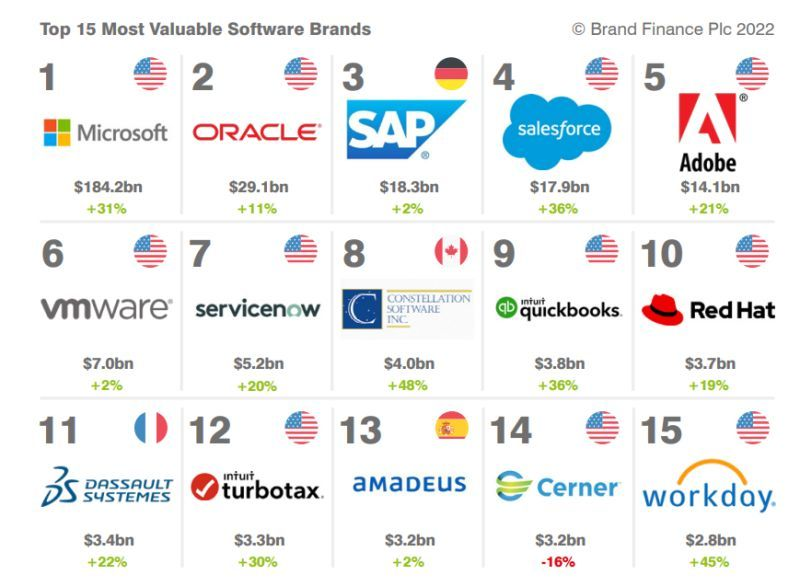 Top 15 Most Valuable Software Brands
© Brand Finance Plc 2022
1
2
3
4
5
Microsoft
ORACLE®
SAP®
salesforce
®
Adobe
$184.2bn
$29.1bn
$18.3bn
$17.9bn
$14.1bn
+31%
+11%
+2%
+36%
+21%
6
7
8
9
10
vmware®
servicenow
C
CONSTELLATION
SOFTWARE
INC.
qb
intuit
quickbooks.
Red Hat
$7.0bn
$5.2bn
$4.0bn
$3.8bn
$3.7bn
+2%
+20%
+48%
+36%
+19%
11
12
13
14
15
3S
DASSAULT
SYSTEMES
intuit
turbotax.
amadeus
Cerner
workday.
$3.4bn
$3.3bn
$3.2bn
$3.2bn
$2.8bn
+22%
+30%
+2%
-16%
+45%